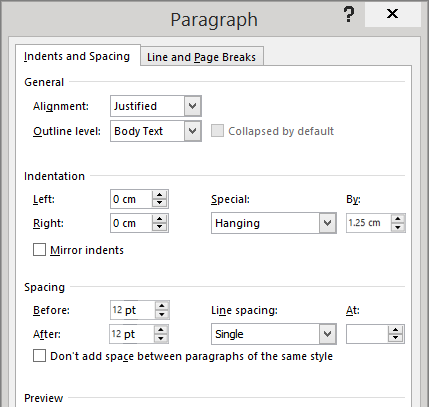 Paragraph ? ×
Indents and Spacing Line and Page Breaks
General
Alignment: Justified
Outline level: Body Text Collapsed by default
Indentation
Left: 0 cm Special: By:
Right: 0 cm Hanging 1.25 cm
Mirror indents
Spacing
Before: 12 pt Line spacing: At:
After: 12 pt Single
Don't add space between paragraphs of the same style
Preview